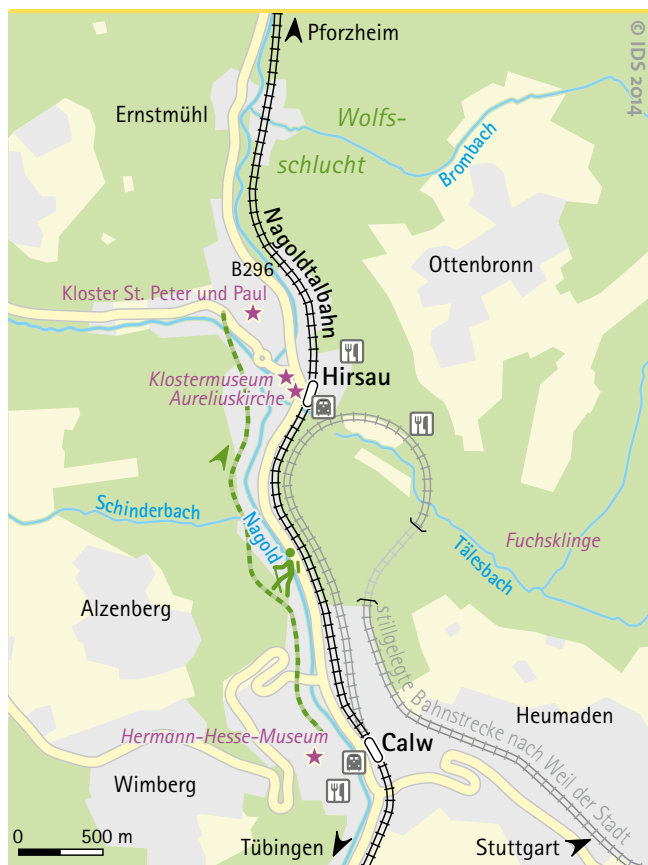 Pforzheim
© IDS 2014
Ernstmühl
Wolfs-
schlucht
Brombach
Nagoldtalbahn
Ottenbronn
B296
Kloster St. Peter und Paul
Klostermuseum
Aureliuskirche
Hirsau
Schinderbach
Nagold
Fuchsklinge
Tälesbach
Alzenberg
stillgelegte Bahnstrecke nach Weil der Stadt
Heumaden
Hermann-Hesse-Museum
Calw
Wimberg
0 500 m
Tübingen
Stuttgart